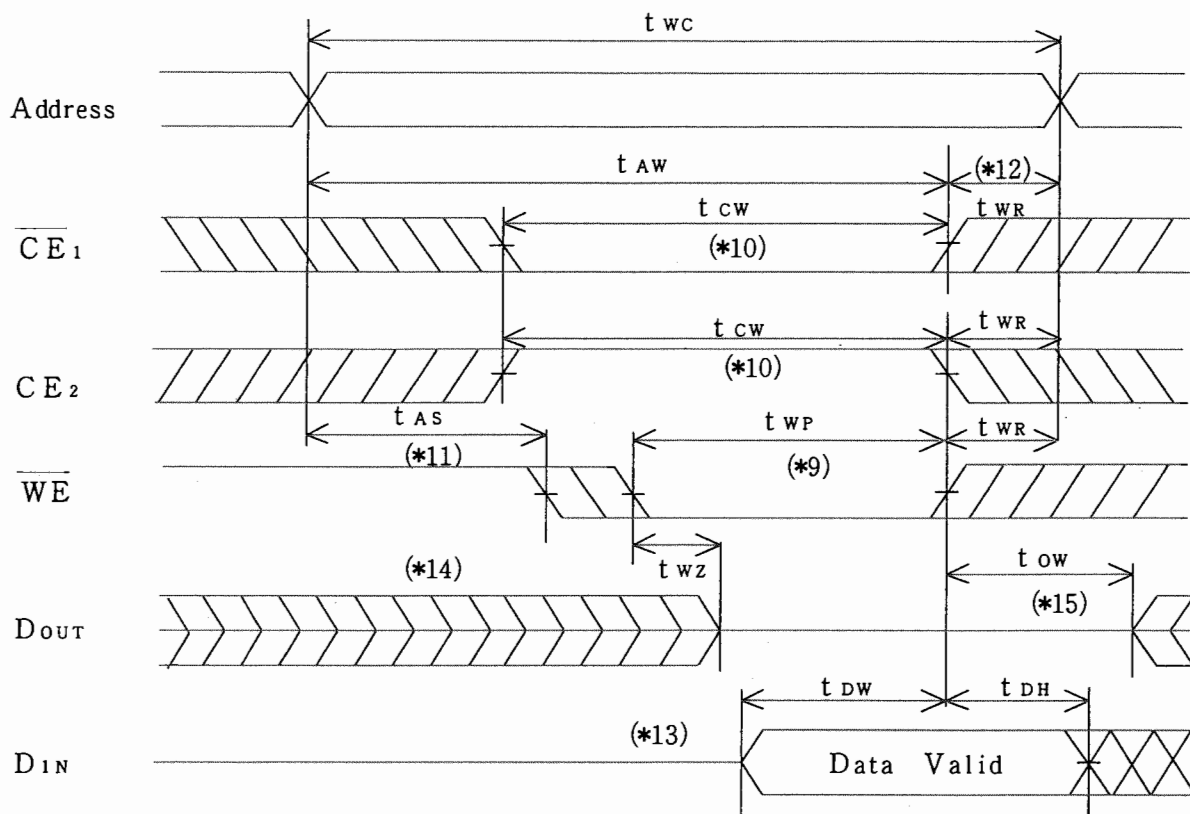 t WC
Address
t AW
(*12)
t CW
t WR
CE1
(*10)
t CW
t WR
(*10)
CE2
t AS
t WP
t WR
(*11)
(*9)
WE
t WZ
t OW
(*14)
(*15)
DOUT
t DW
t DH
(*13)
DIN
Data Valid